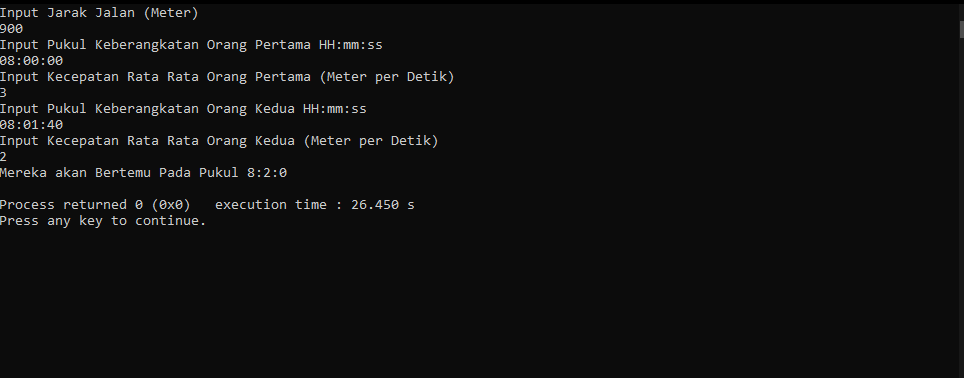 Input Jarak Jalan (Meter)
900
Input Pukul Keberangkatan Orang Pertama HH:mm:ss
08:00:00
Input Kecepatan Rata Rata Orang Pertama (Meter per Detik)
3
Input Pukul Keberangkatan Orang Kedua HH:mm:ss
08:01:40
Input Kecepatan Rata Rata Orang Kedua (Meter per Detik)
2
Mereka akan Bertemu Pada Pukul 8:2:0
Process returned 0 (0x0)   execution time : 26.450 s
Press any key to continue.